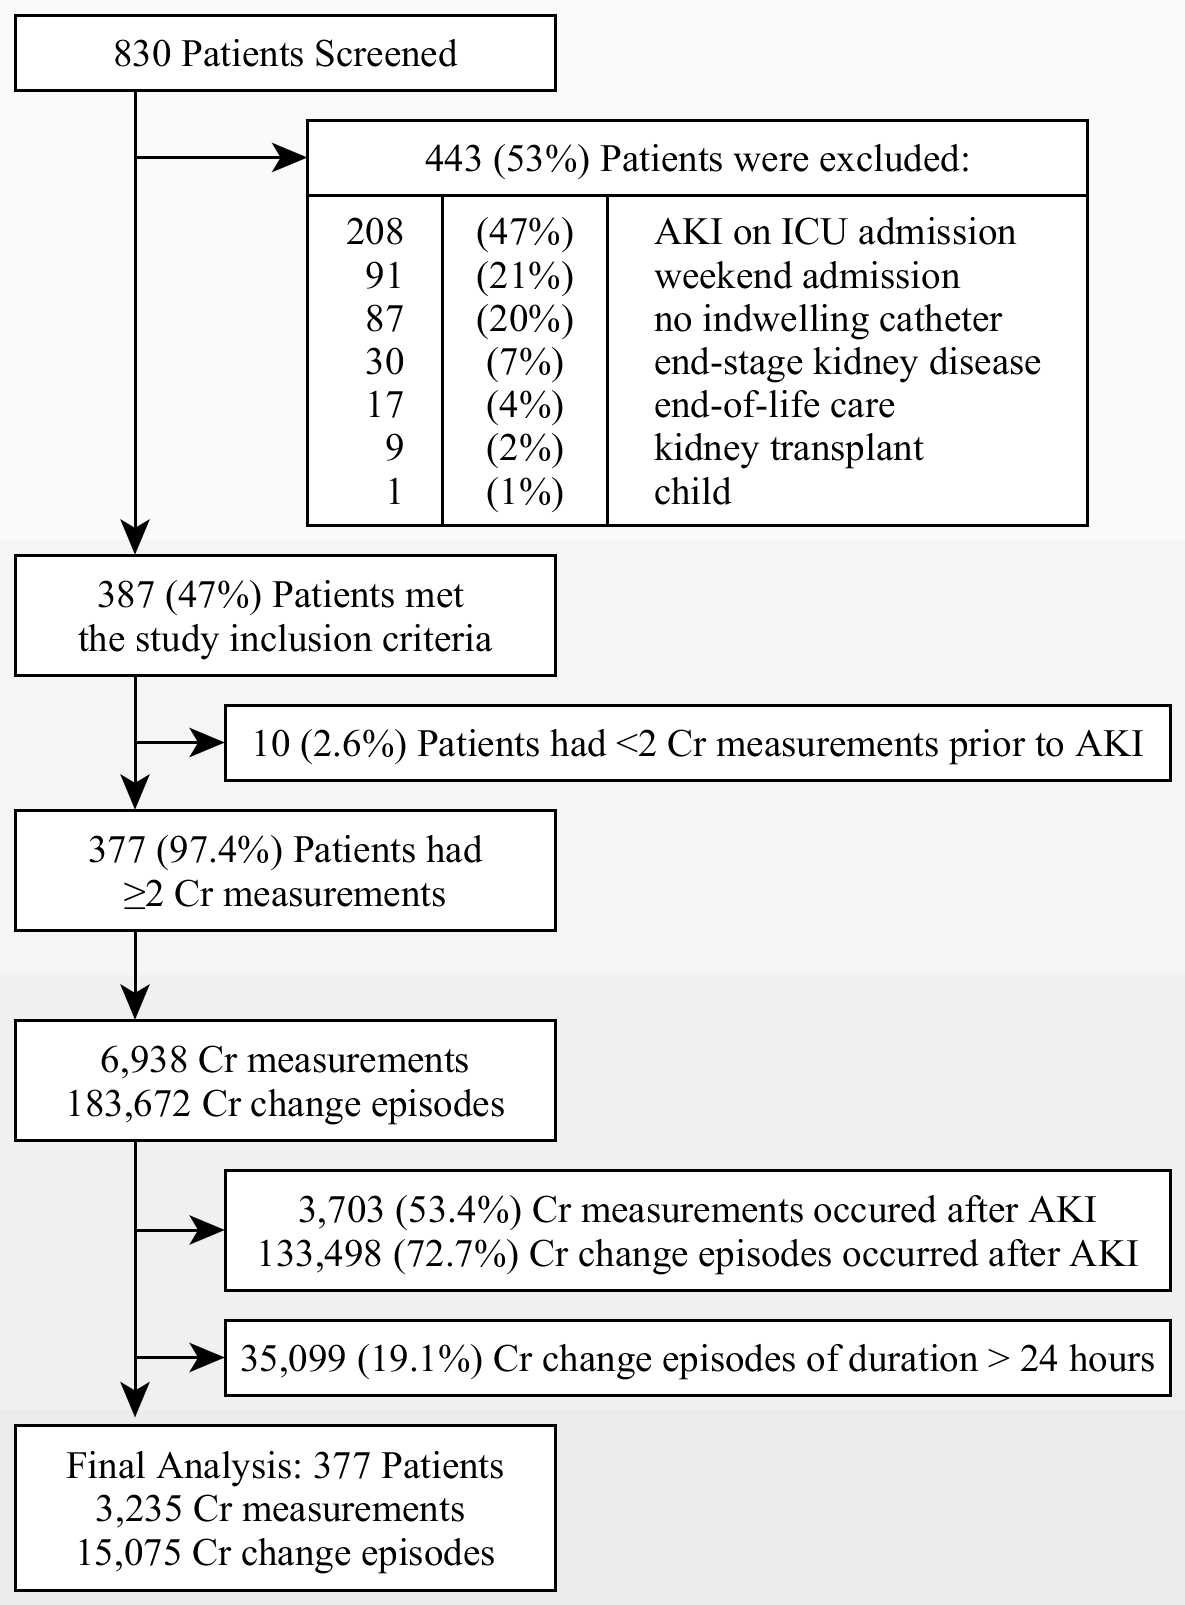 830 Patients Screened
443 (53%) Patients were excluded:
208 (47%) AKI on ICU admission
91 (21%) weekend admission
87 (20%) no indwelling catheter
30 (7%) end-stage kidney disease
17 (4%) end-of-life care
9 (2%) kidney transplant
1 (1%) child
387 (47%) Patients met
the study inclusion criteria
10 (2.6%) Patients had <2 Cr measurements prior to AKI
377 (97.4%) Patients had
≥2 Cr measurements
6,938 Cr measurements
183,672 Cr change episodes
3,703 (53.4%) Cr measurements occured after AKI
133,498 (72.7%) Cr change episodes occurred after AKI
35,099 (19.1%) Cr change episodes of duration > 24 hours
Final Analysis: 377 Patients
3,235 Cr measurements
15,075 Cr change episodes